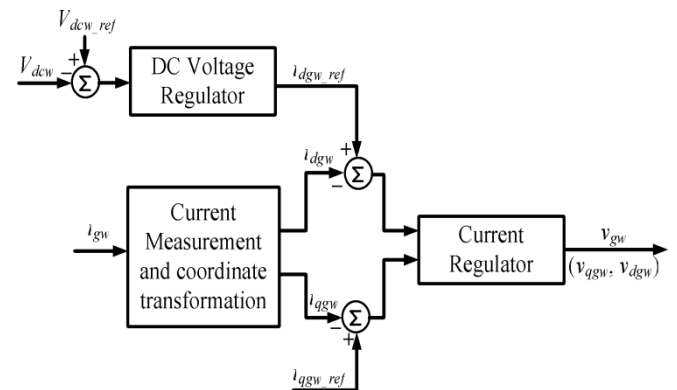 V_dcw_ref
V_dcw
+
−
Σ
DC Voltage
Regulator
i_dgw_ref
+
i_dgw
−
Σ
i_gw
Current
Measurement
and coordinate
transformation
Current
Regulator
v_gw
(v_qgw, v_dgw)
i_qgw
−
Σ
+
i_qgw_ref